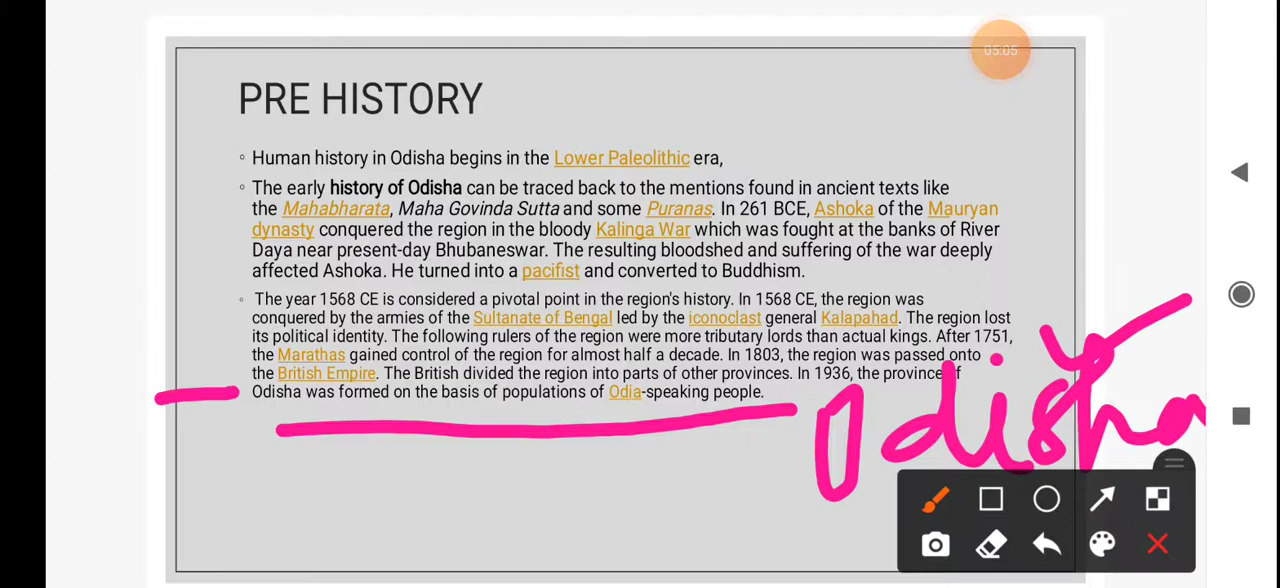 05:05
PRE HISTORY
◦ Human history in Odisha begins in the Lower Paleolithic era,
◦ The early history of Odisha can be traced back to the mentions found in ancient texts like
the Mahabharata, Maha Govinda Sutta and some Puranas. In 261 BCE, Ashoka of the Mauryan
dynasty conquered the region in the bloody Kalinga War which was fought at the banks of River
Daya near present-day Bhubaneswar. The resulting bloodshed and suffering of the war deeply
affected Ashoka. He turned into a pacifist and converted to Buddhism.
◦ The year 1568 CE is considered a pivotal point in the region's history. In 1568 CE, the region was
conquered by the armies of the Sultanate of Bengal led by the iconoclast general Kalapahad. The region lost
its political identity. The following rulers of the region were more tributary lords than actual kings. After 1751,
the Marathas gained control of the region for almost half a decade. In 1803, the region was passed onto
the British Empire. The British divided the region into parts of other provinces. In 1936, the province of
Odisha was formed on the basis of populations of Odia-speaking people.
Odisha